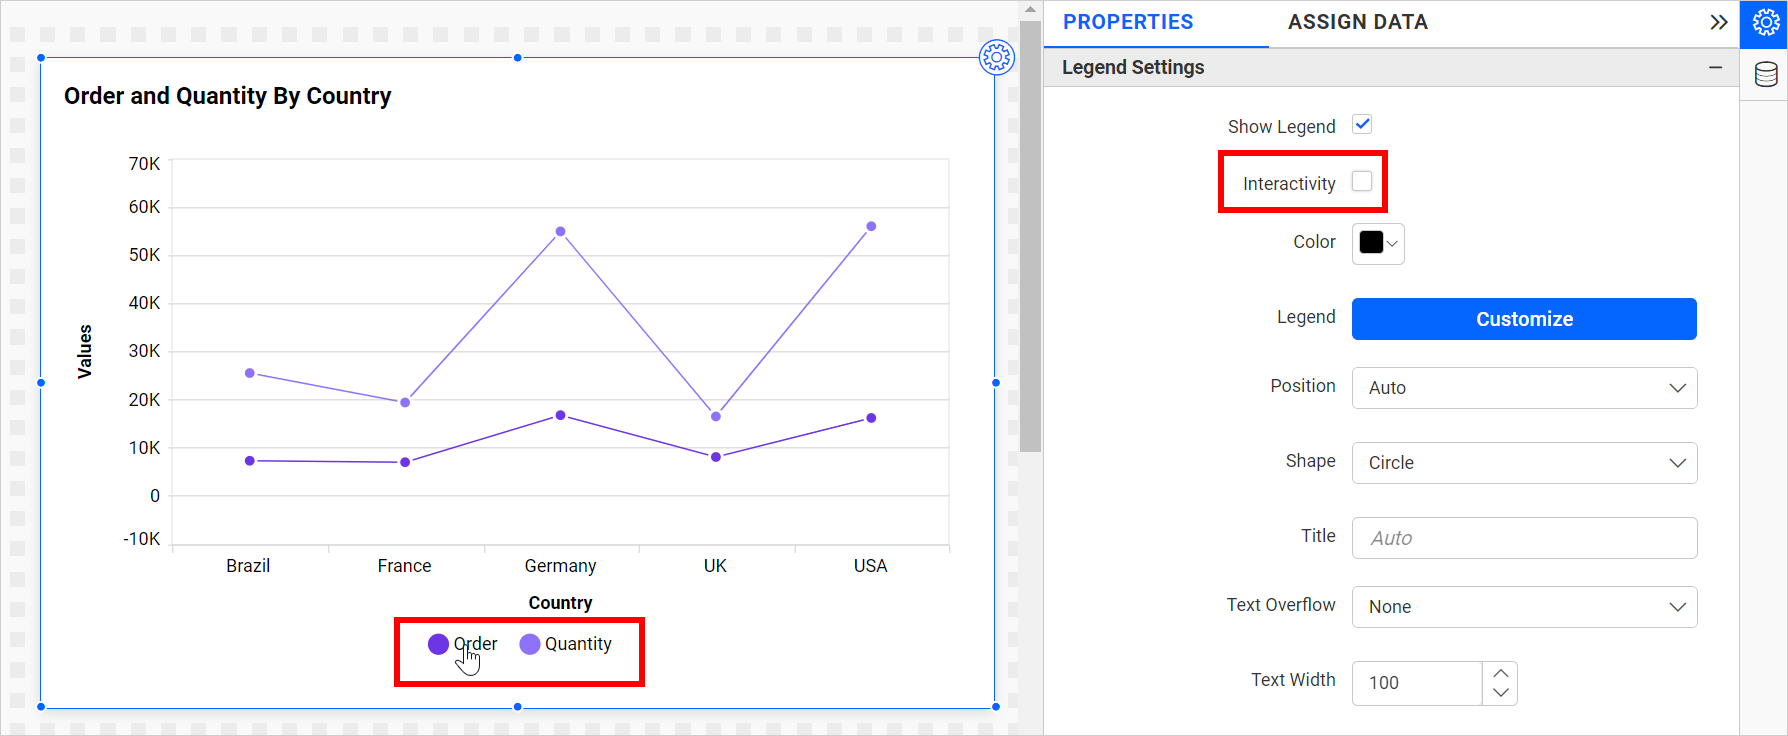 Order and Quantity By Country
70K
60K
50K
40K
30K
20K
10K
0
-10K
Values
Brazil France Germany UK USA
Country
Order Quantity
PROPERTIES ASSIGN DATA
Legend Settings
Show Legend
Interactivity
Color
Legend Customize
Position Auto
Shape Circle
Title Auto
Text Overflow None
Text Width 100